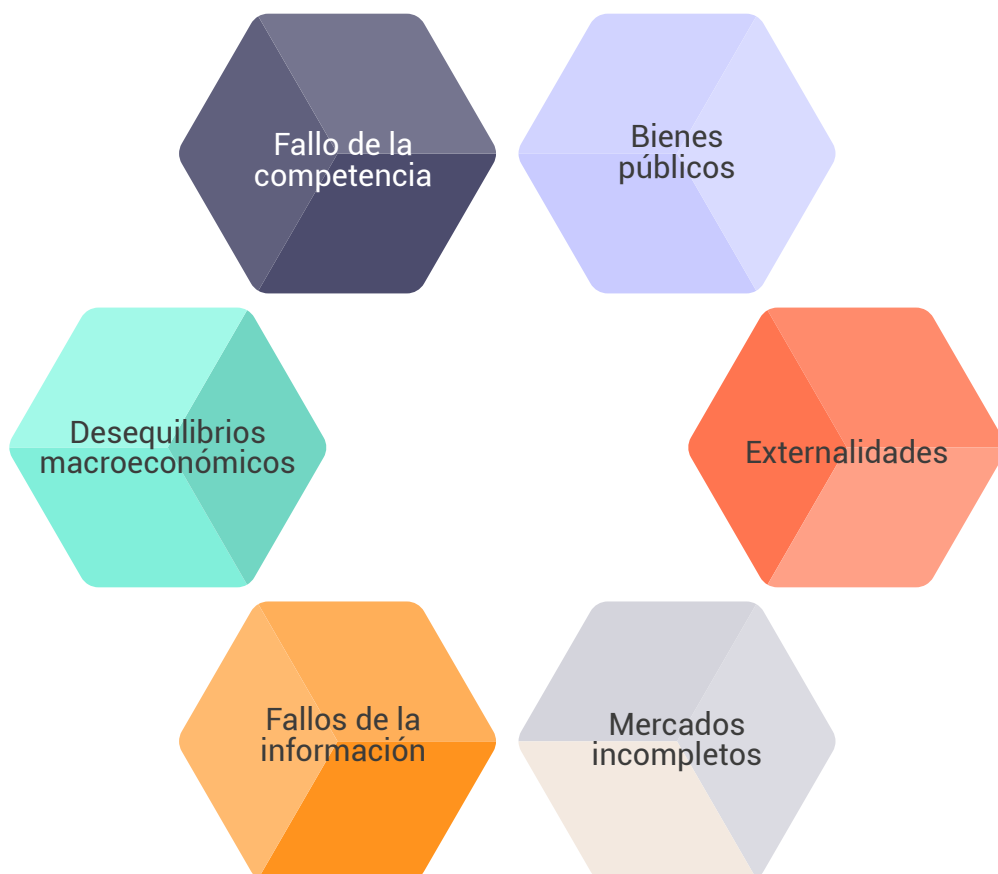 Fallo de la
competencia
Bienes
públicos
Desequilibrios
macroeconómicos
Externalidades
Fallos de la
información
Mercados
incompletos